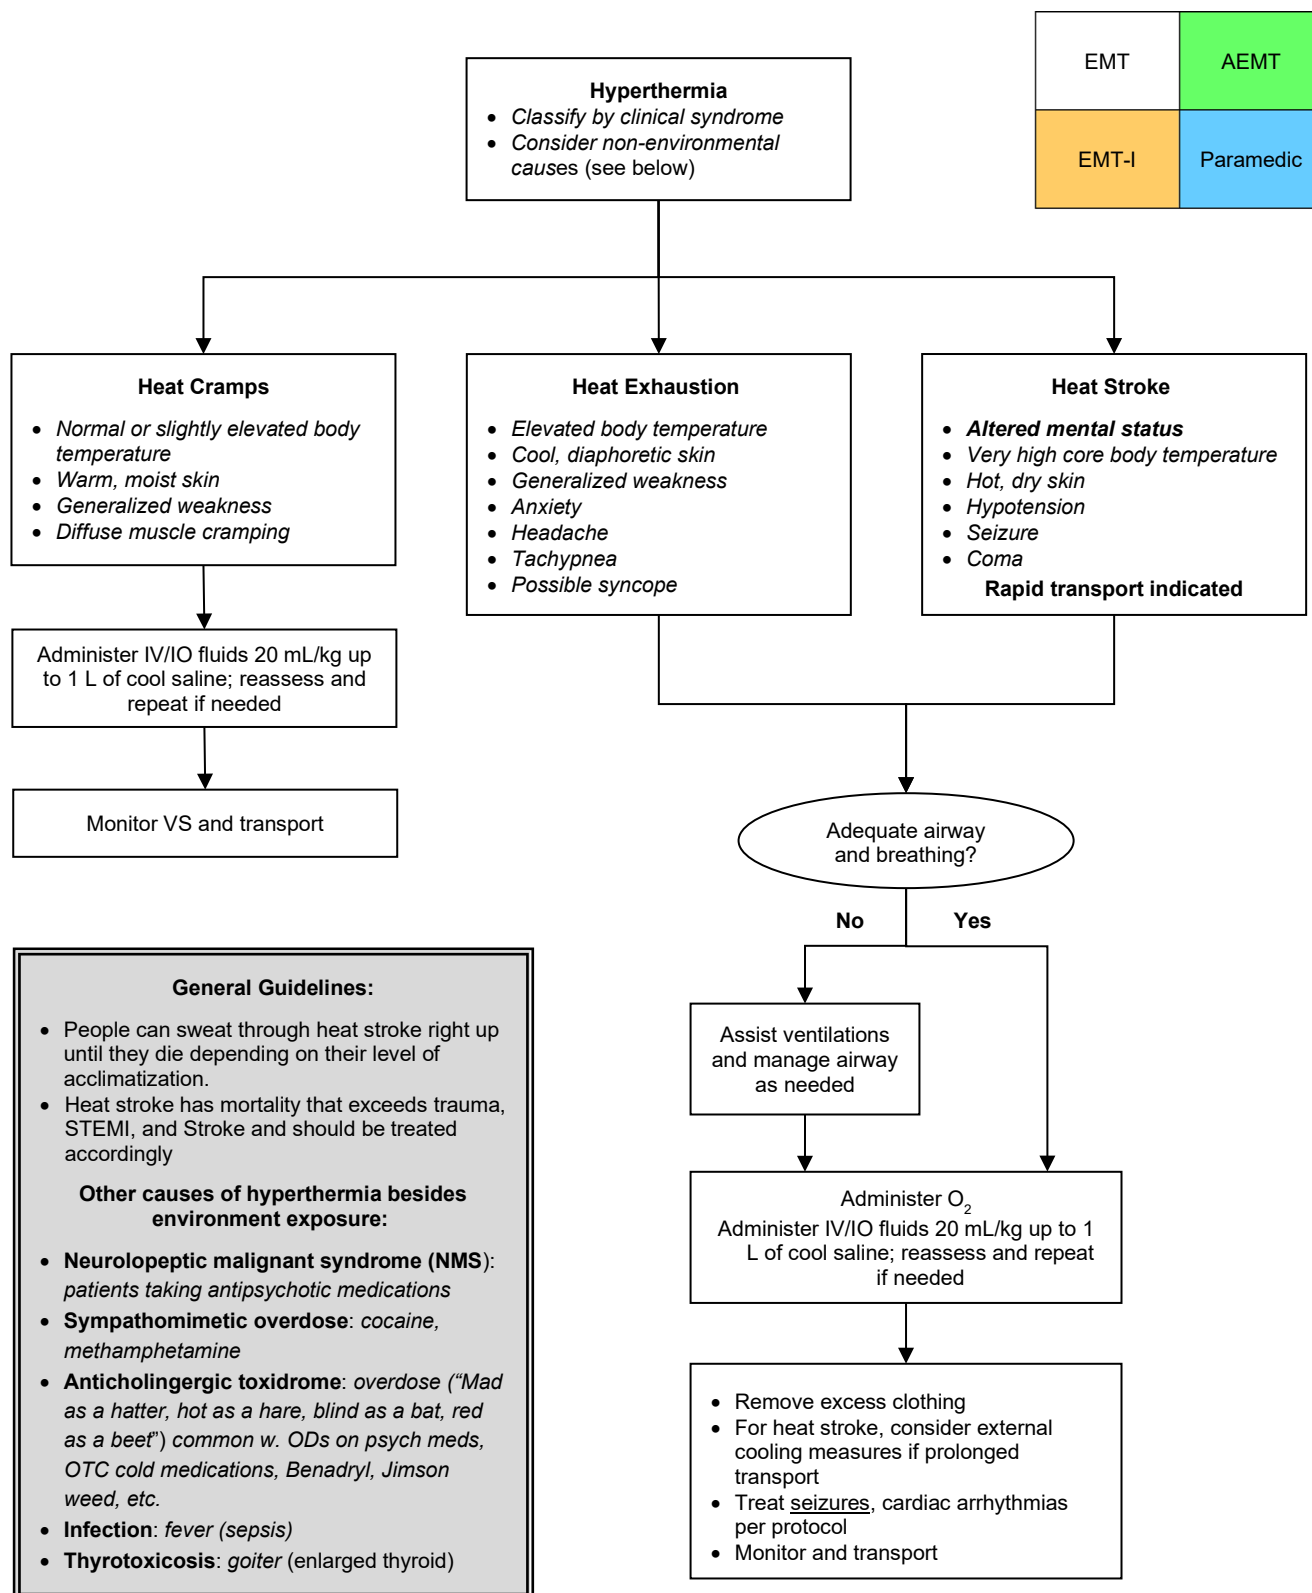 EMT
AEMT
EMT-I
Paramedic
Hyperthermia
• Classify by clinical syndrome
• Consider non-environmental
causes (see below)
Heat Cramps
• Normal or slightly elevated body
temperature
• Warm, moist skin
• Generalized weakness
• Diffuse muscle cramping
Heat Exhaustion
• Elevated body temperature
• Cool, diaphoretic skin
• Generalized weakness
• Anxiety
• Headache
• Tachypnea
• Possible syncope
Heat Stroke
• Altered mental status
• Very high core body temperature
• Hot, dry skin
• Hypotension
• Seizure
• Coma
Rapid transport indicated
Administer IV/IO fluids 20 mL/kg up
to 1 L of cool saline; reassess and
repeat if needed
Monitor VS and transport
Adequate airway
and breathing?
No
Yes
Assist ventilations
and manage airway
as needed
Administer O2
Administer IV/IO fluids 20 mL/kg up to 1
L of cool saline; reassess and repeat
if needed
• Remove excess clothing
• For heat stroke, consider external
cooling measures if prolonged
transport
• Treat seizures, cardiac arrhythmias
per protocol
• Monitor and transport
General Guidelines:
• People can sweat through heat stroke right up
until they die depending on their level of
acclimatization.
• Heat stroke has mortality that exceeds trauma,
STEMI, and Stroke and should be treated
accordingly
Other causes of hyperthermia besides
environment exposure:
• Neurolopeptic malignant syndrome (NMS):
patients taking antipsychotic medications
• Sympathomimetic overdose: cocaine,
methamphetamine
• Anticholingergic toxidrome: overdose (“Mad
as a hatter, hot as a hare, blind as a bat, red
as a beet”) common w. ODs on psych meds,
OTC cold medications, Benadryl, Jimson
weed, etc.
• Infection: fever (sepsis)
• Thyrotoxicosis: goiter (enlarged thyroid)